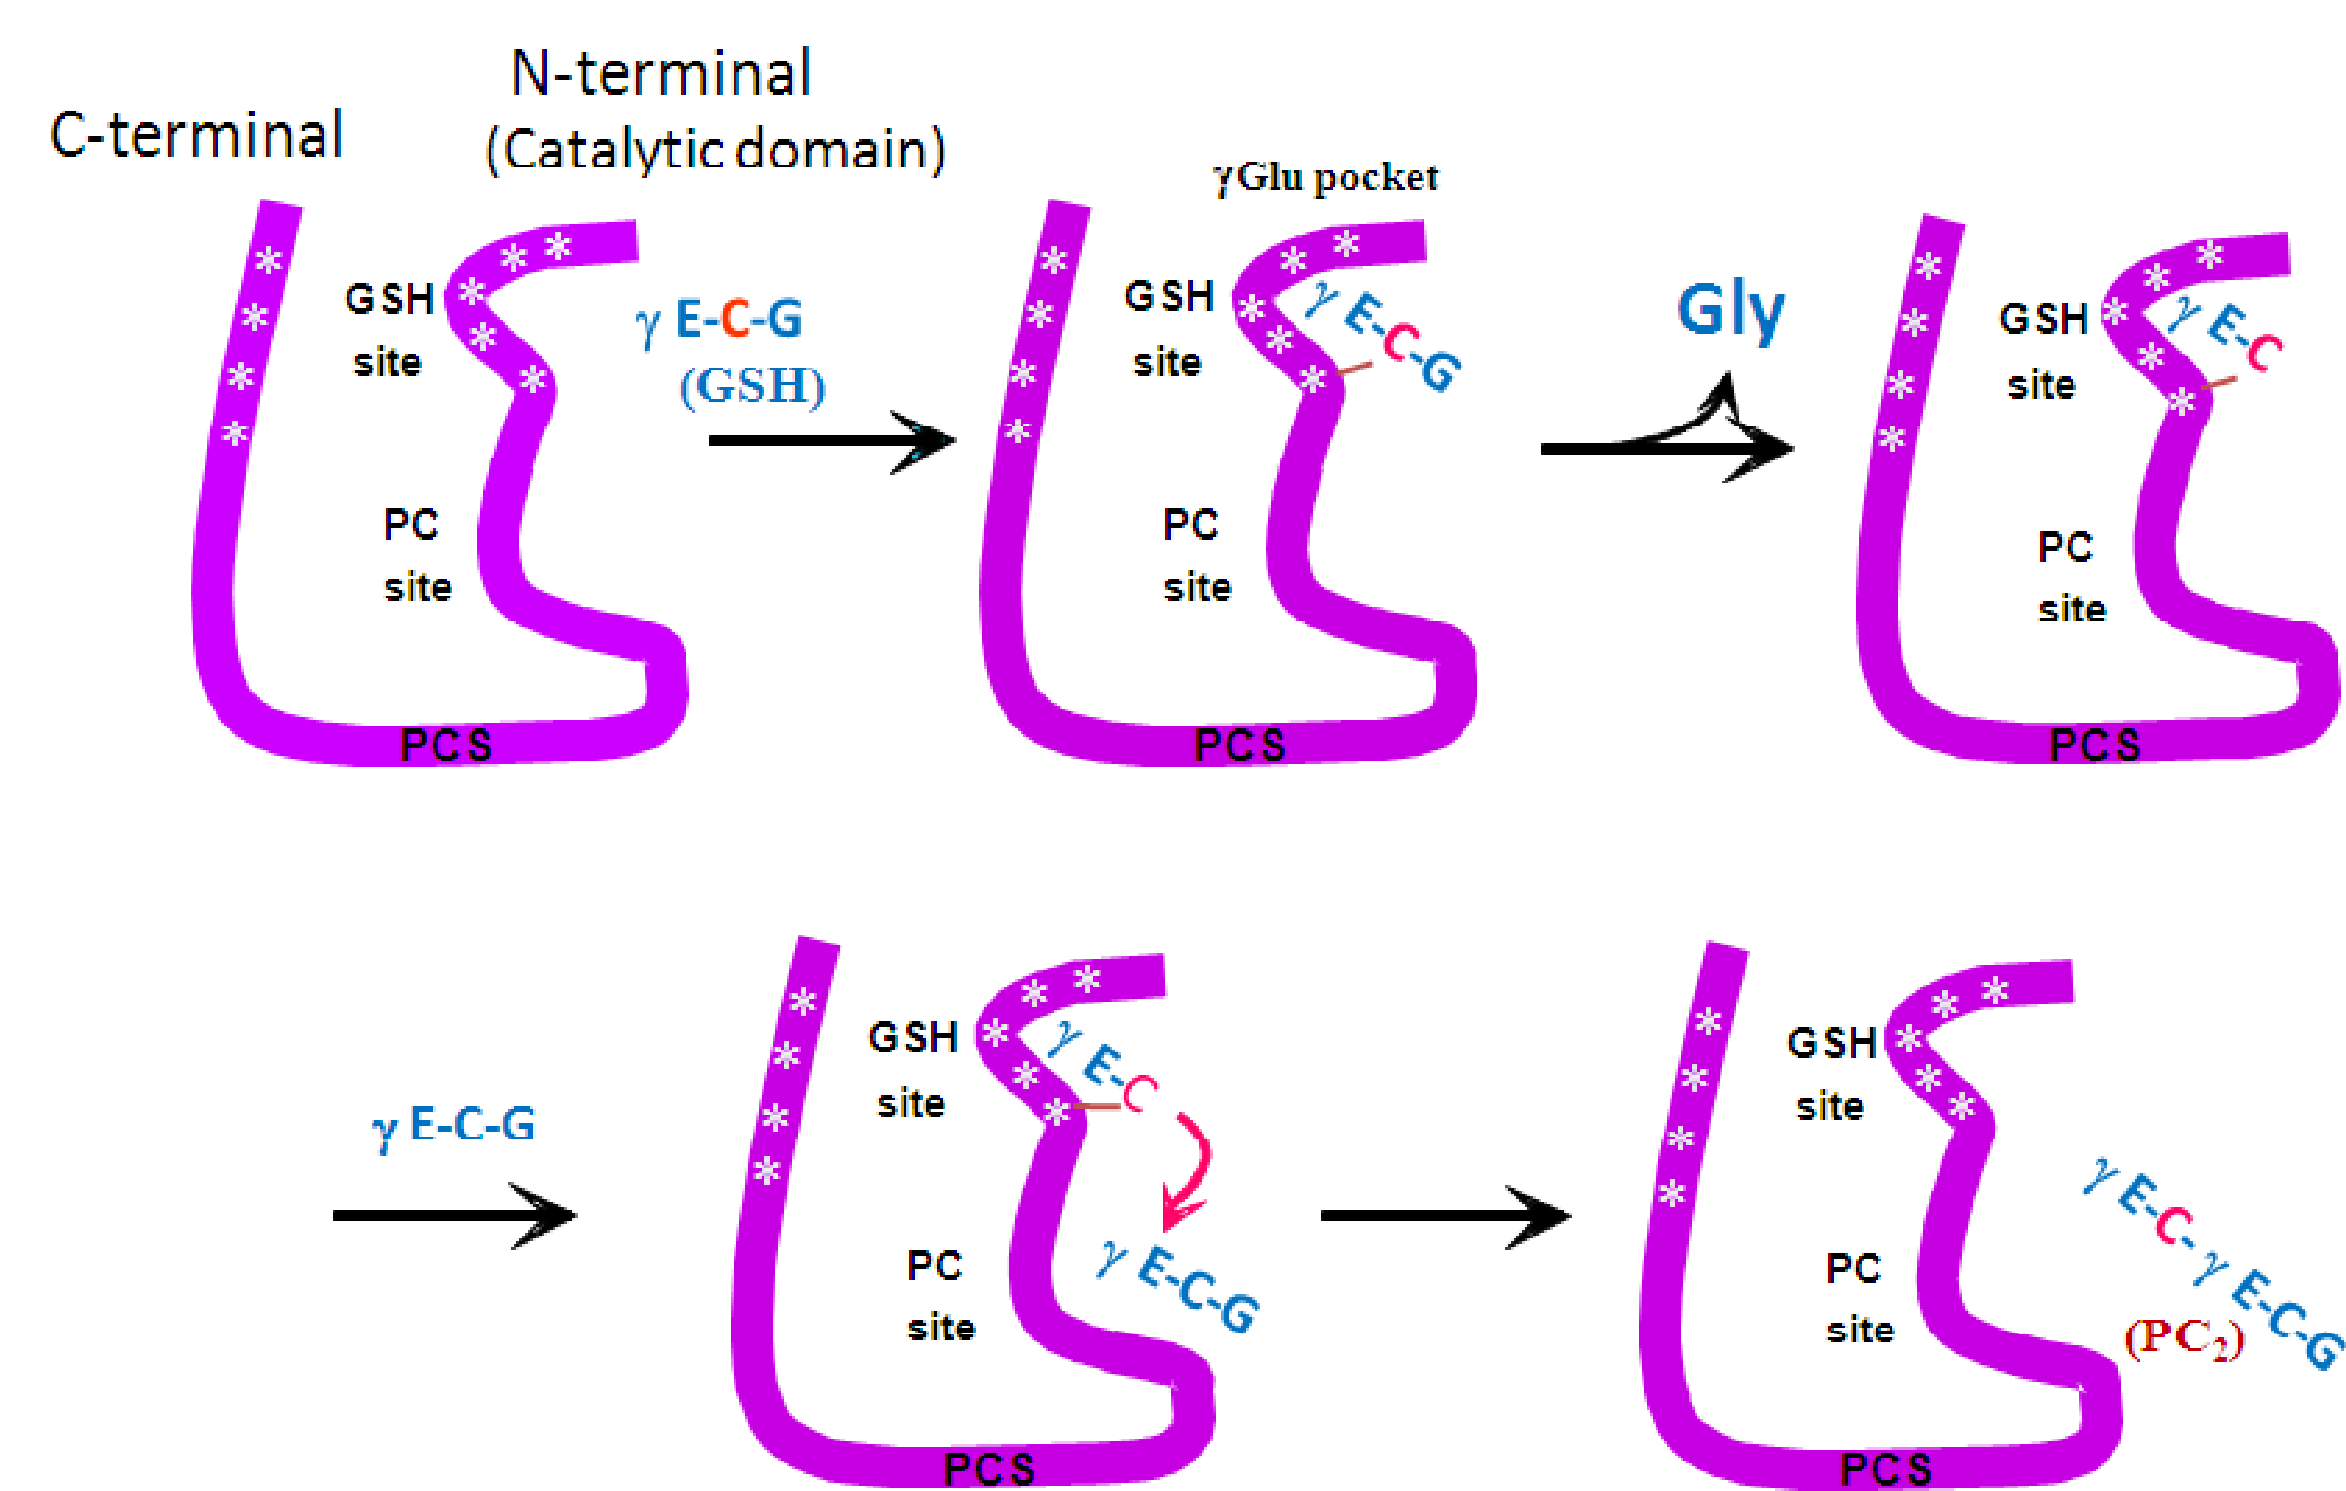 C-terminal
N-terminal
(Catalytic domain)
GSH
site
γ E-C-G
(GSH)
PC
site
PCS
γGlu pocket
GSH
site
γ E-C-G
PC
site
PCS
Gly
GSH
site
γ E-C
PC
site
PCS
γ E-C-G
GSH
site
γ E-C
PC
site
γ E-C-G
PCS
GSH
site
γ E-C-γ E-C-G
(PC₂)
PC
site
PCS